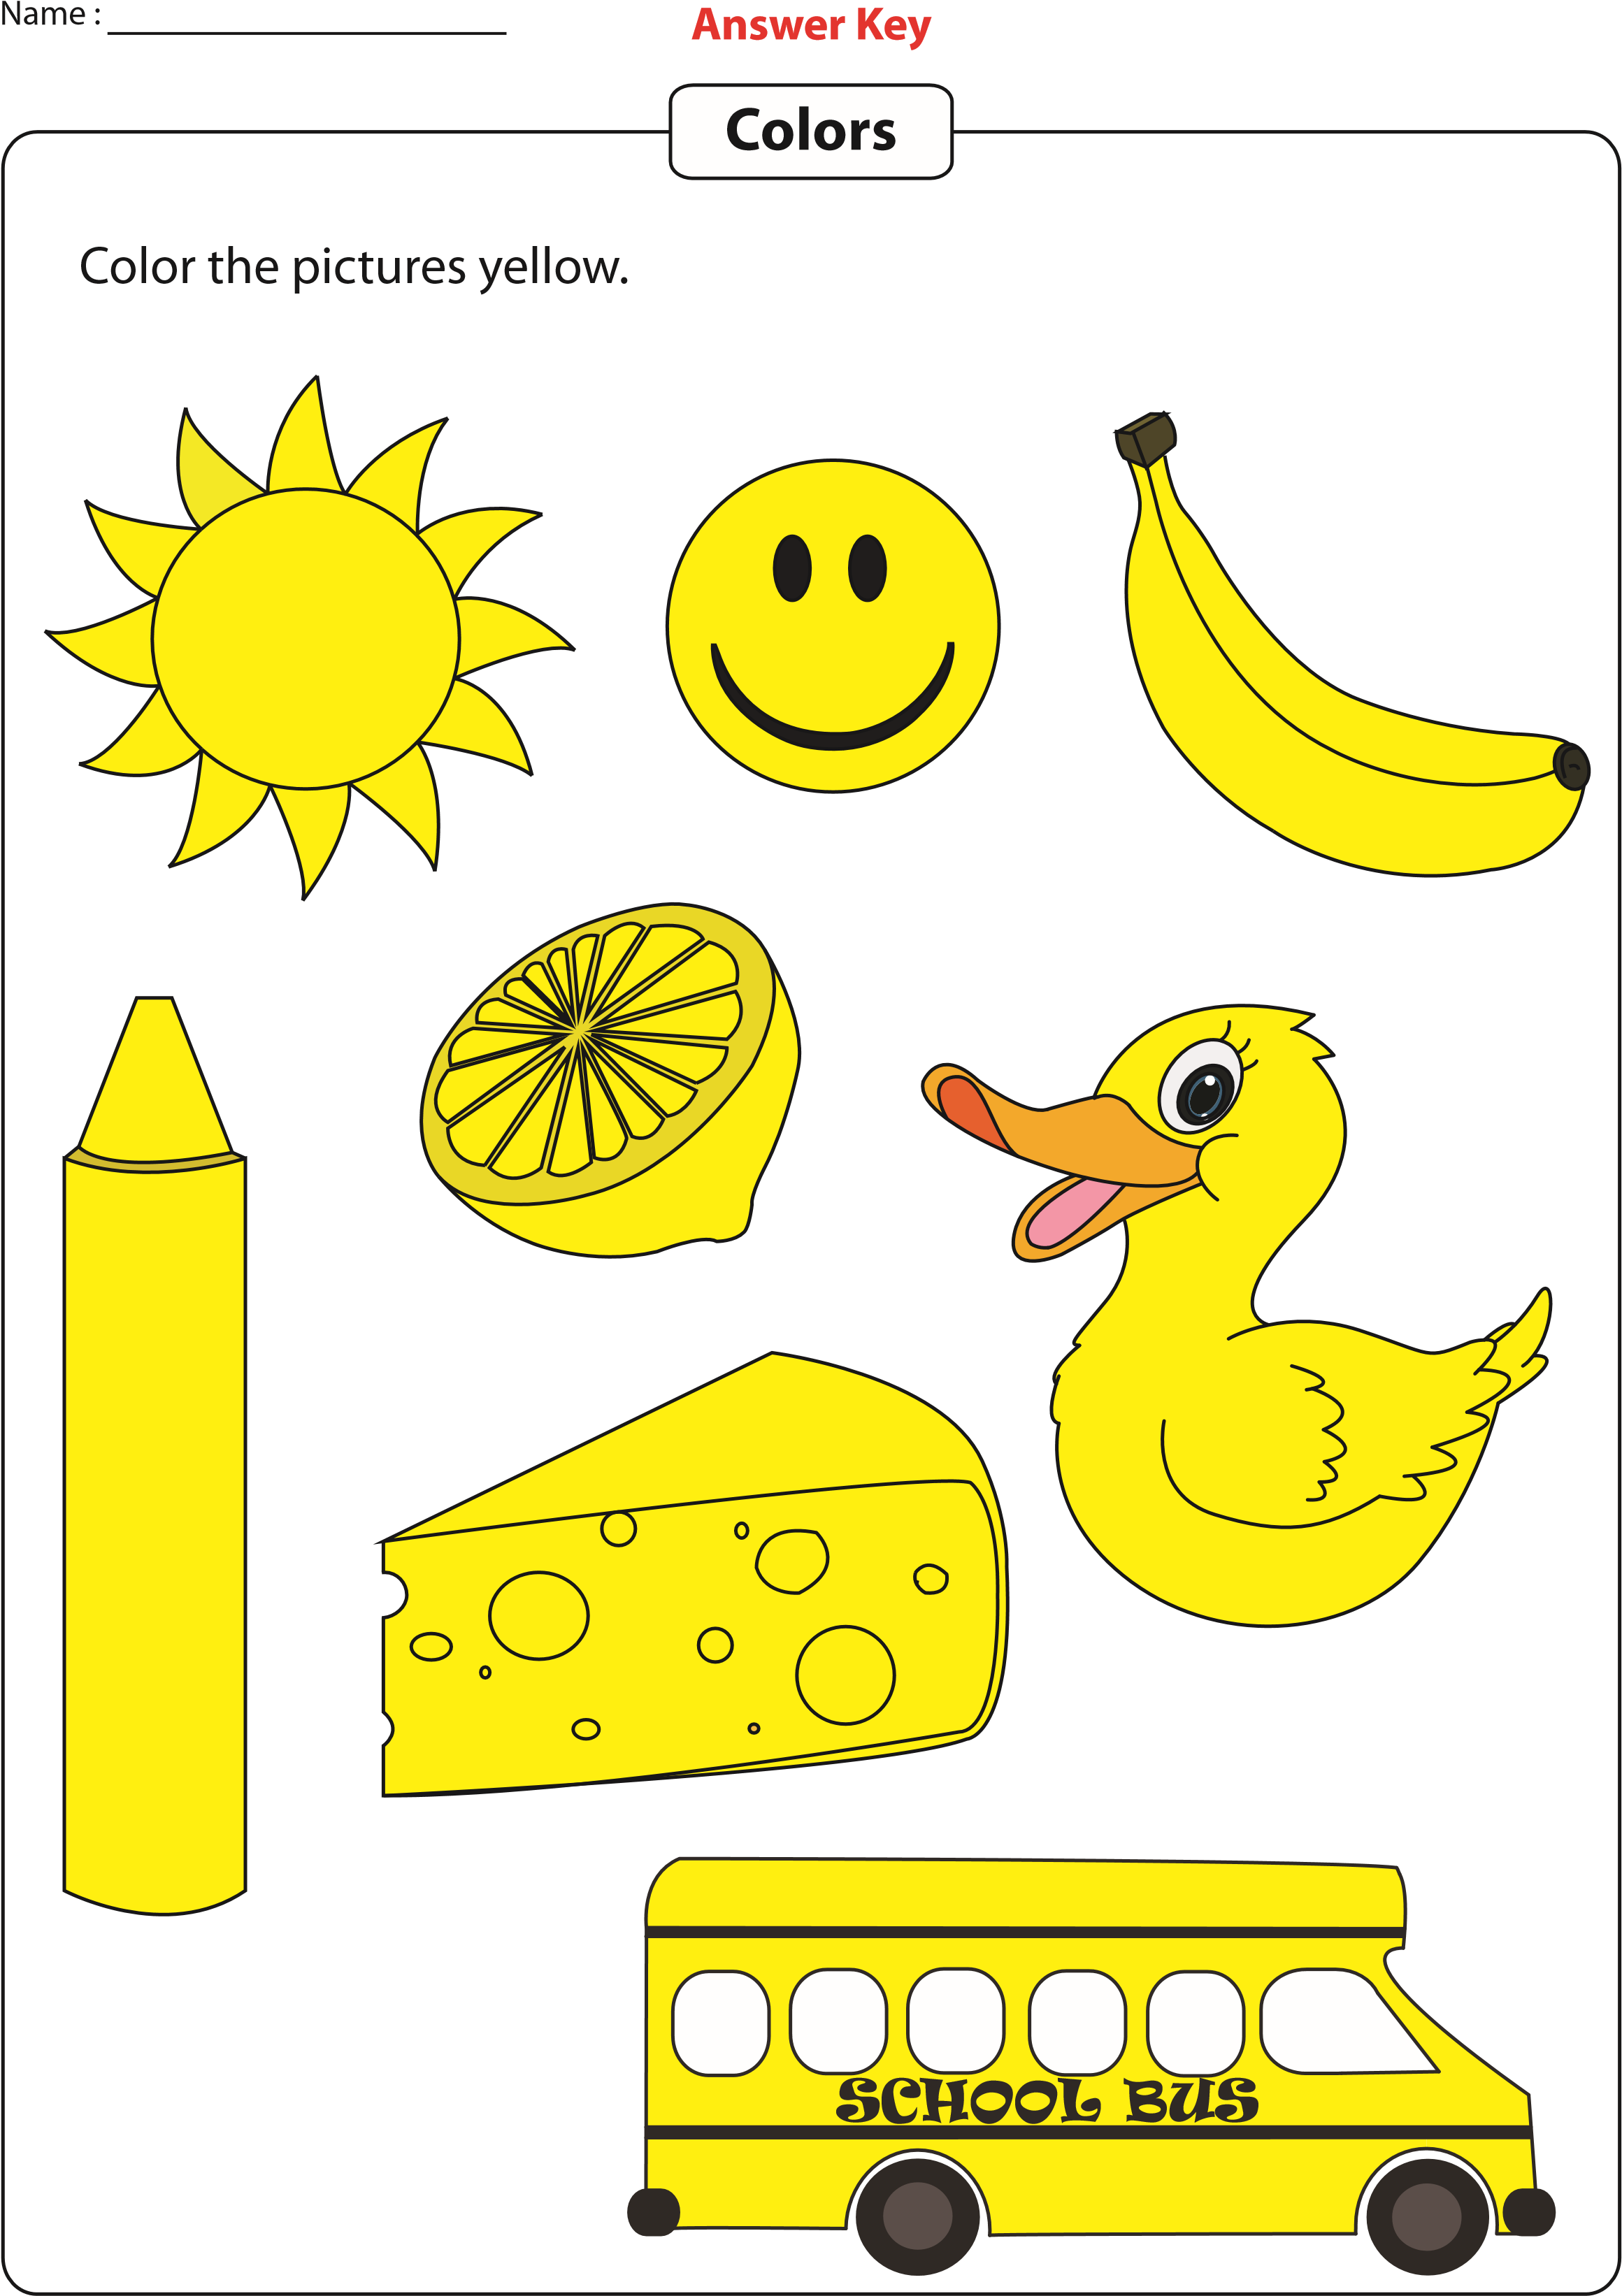 Name :
Answer Key
Colors
Color the pictures yellow.
SCHOOL BUS